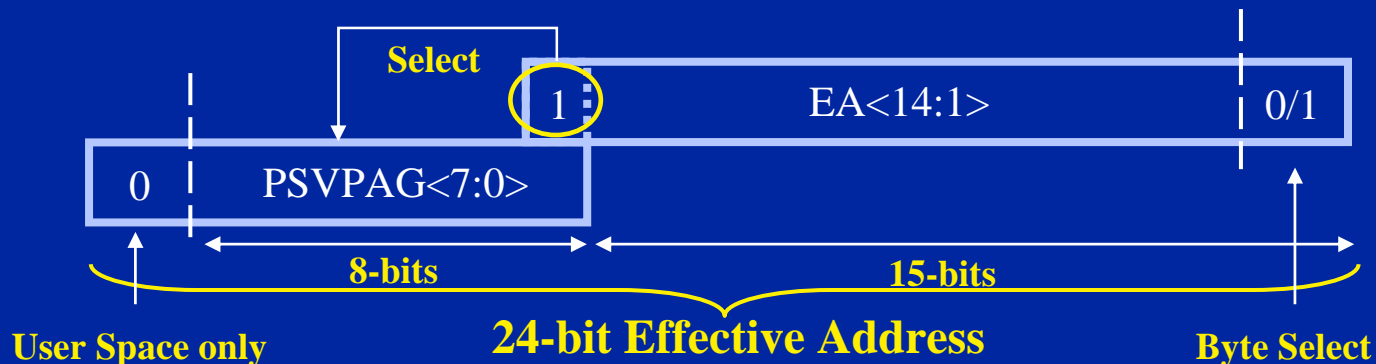 Select
1 EA<14:1> 0/1
0 PSVPAG<7:0>
8-bits 15-bits
User Space only 24-bit Effective Address Byte Select